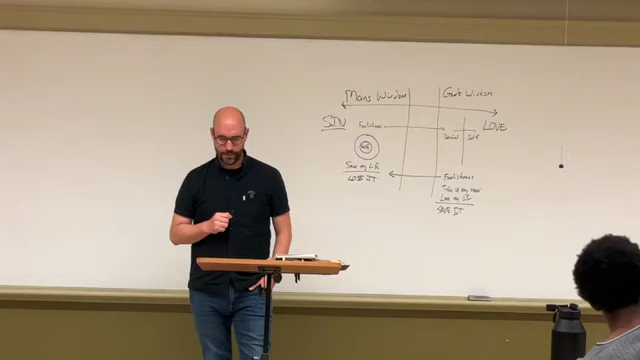 Mans Wisdom
Gods Wisdom
SIN
Foolishness
LOVE
Denial Self
Save my Life
LOSE IT
Foolishness
Take up my
Lose my Life
SAVE IT